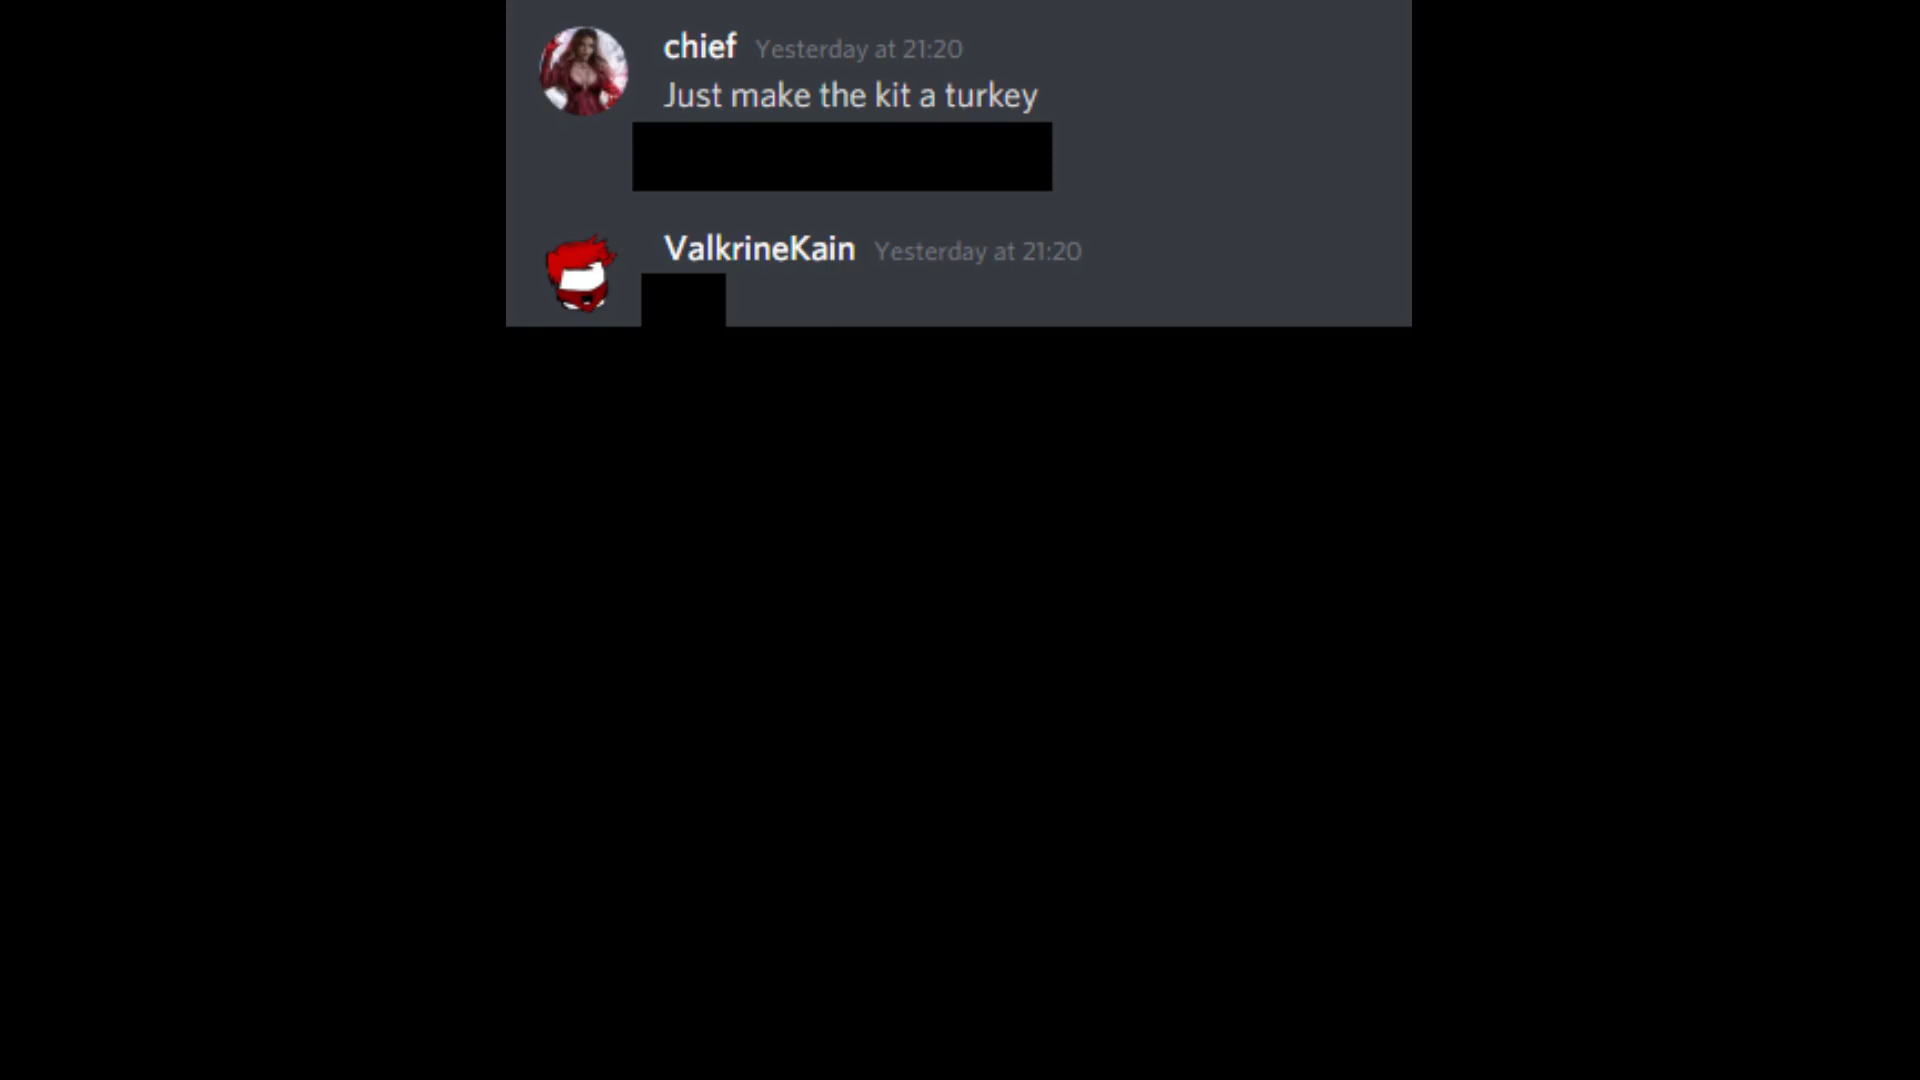 chief Yesterday at 21:20
Just make the kit a turkey
ValkrineKain Yesterday at 21:20